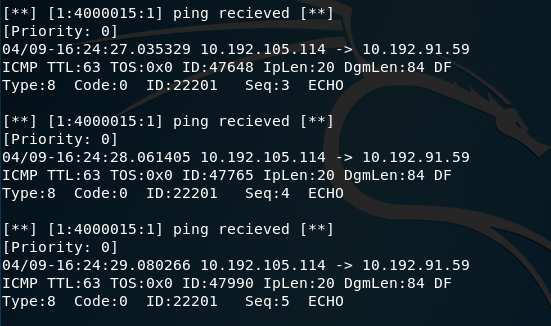 [**] [1:4000015:1] ping recieved [**]
[Priority: 0]
04/09-16:24:27.035329 10.192.105.114 -> 10.192.91.59
ICMP TTL:63 TOS:0x0 ID:47648 IpLen:20 DgmLen:84 DF
Type:8  Code:0  ID:22201   Seq:3  ECHO
[**] [1:4000015:1] ping recieved [**]
[Priority: 0]
04/09-16:24:28.061405 10.192.105.114 -> 10.192.91.59
ICMP TTL:63 TOS:0x0 ID:47765 IpLen:20 DgmLen:84 DF
Type:8  Code:0  ID:22201   Seq:4  ECHO
[**] [1:4000015:1] ping recieved [**]
[Priority: 0]
04/09-16:24:29.080266 10.192.105.114 -> 10.192.91.59
ICMP TTL:63 TOS:0x0 ID:47990 IpLen:20 DgmLen:84 DF
Type:8  Code:0  ID:22201   Seq:5  ECHO